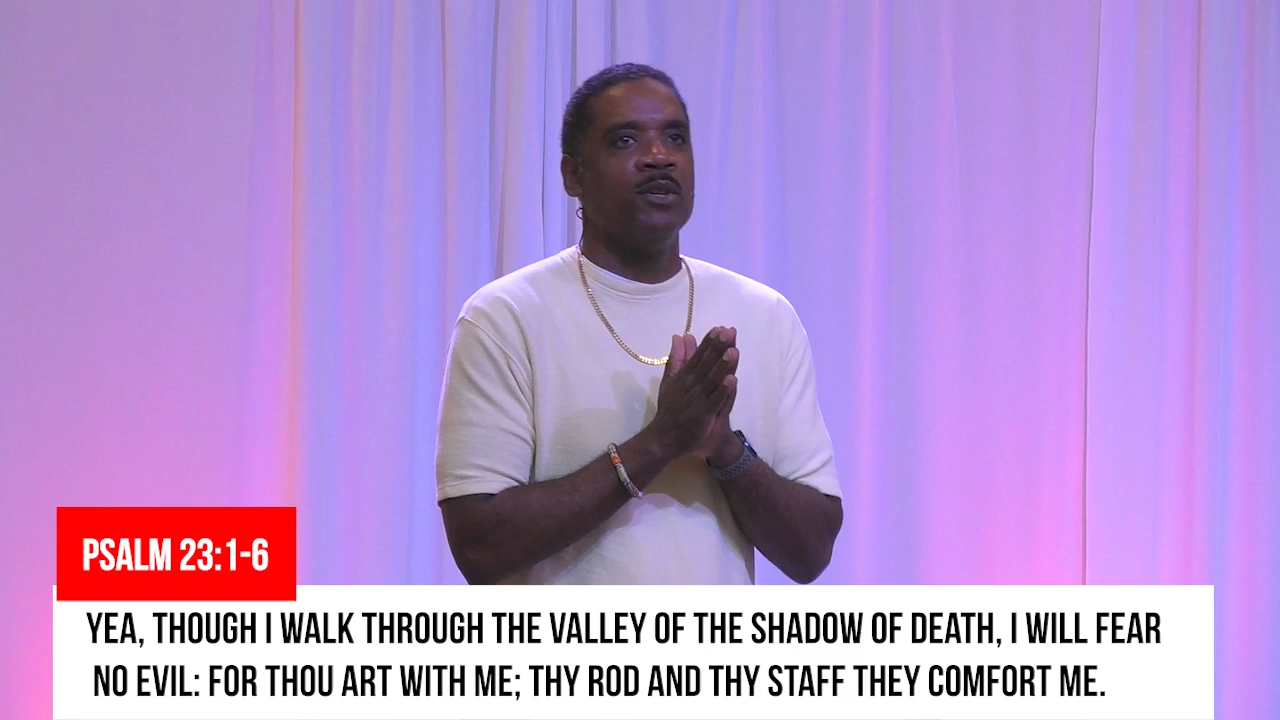 PSALM 23:1-6
YEA, THOUGH I WALK THROUGH THE VALLEY OF THE SHADOW OF DEATH, I WILL FEAR
NO EVIL: FOR THOU ART WITH ME; THY ROD AND THY STAFF THEY COMFORT ME.